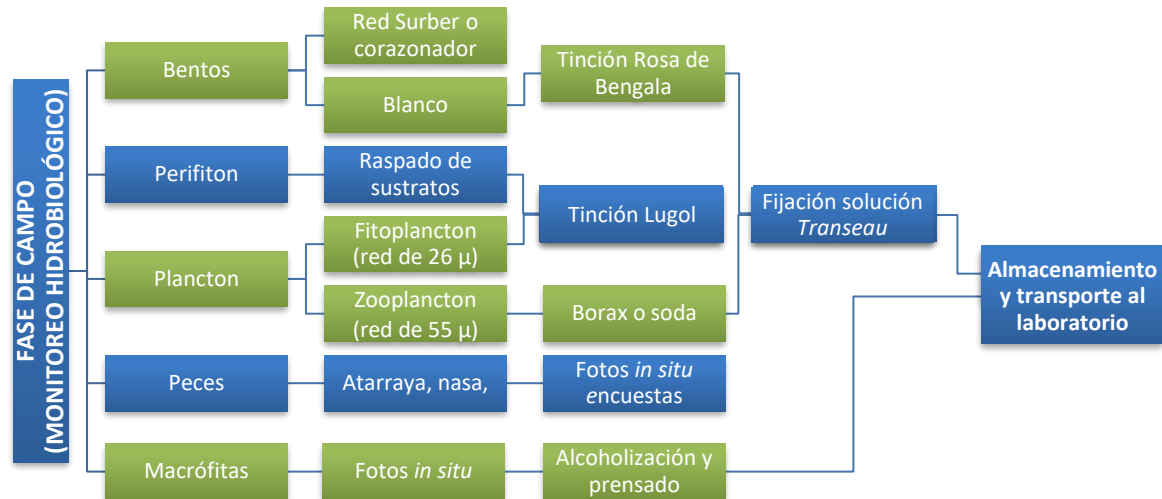 FASE DE CAMPO
(MONITOREO HIDROBIOLÓGICO)
Bentos
Red Surber o
corazonador
Blanco
Tinción Rosa de
Bengala
Perifiton
Raspado de
sustratos
Tinción Lugol
Plancton
Fitoplancton
(red de 26 µ)
Zooplancton
(red de 55 µ)
Borax o soda
Fijación solución
Transeau
Peces
Atarraya, nasa,
Fotos in situ
encuestas
Macrófitas
Fotos in situ
Alcoholización y
prensado
Almacenamiento
y transporte al
laboratorio